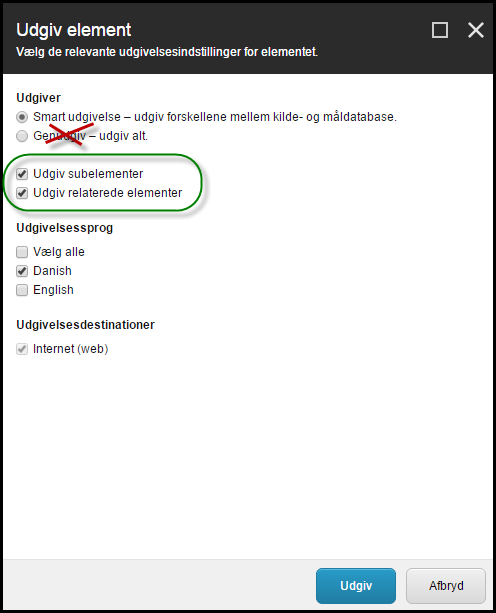 Udgiv element
Vælg de relevante udgivelsesindstillinger for elementet.
Udgiver
Smart udgivelse – udgiv forskellene mellem kilde- og måldatabase.
Genudgiv – udgiv alt.
Udgiv subelementer
Udgiv relaterede elementer
Udgivelsessprog
Vælg alle
Danish
English
Udgivelsesdestinationer
Internet (web)
Udgiv
Afbryd